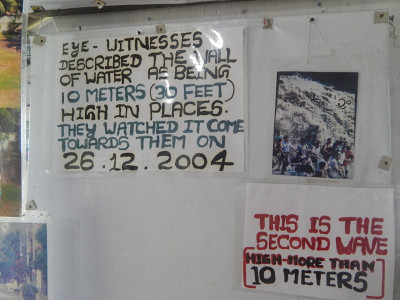 EYE - WITNESSES
DESCRIBED THE WALL
OF WATER AS BEING
10 METERS (30 FEET)
HIGH IN PLACES.
THEY WATCHED IT COME
TOWARDS THEM ON
26.12.2004
2º
THIS IS THE
SECOND WAVE
[HIGH-MORE THAN
10 METERS]